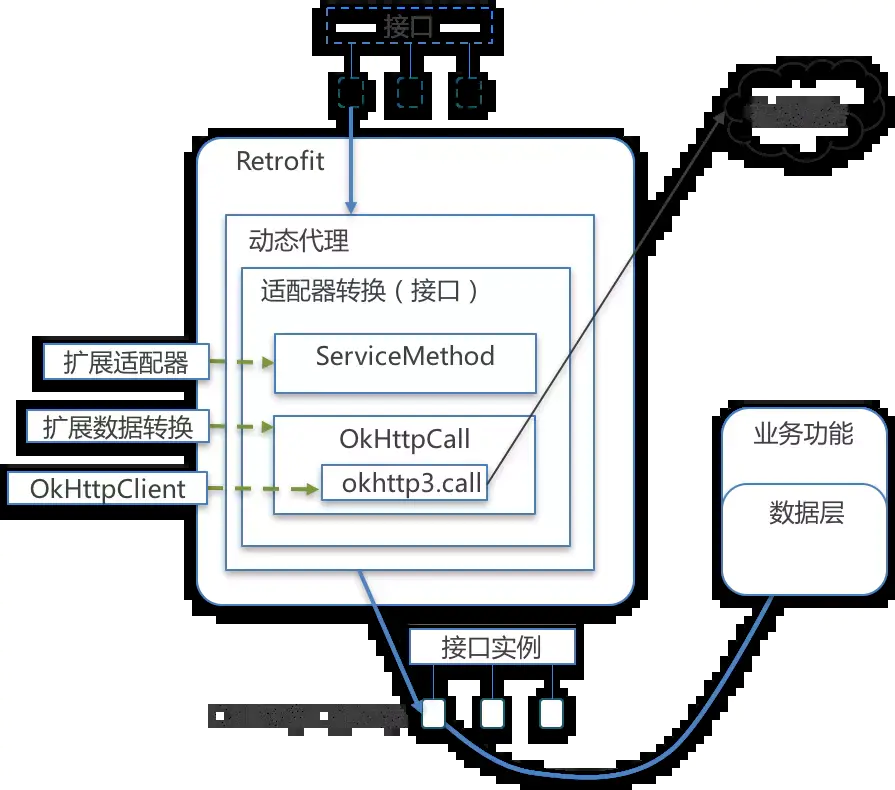 接口
Retrofit
动态代理
适配器转换（接口）
扩展适配器
ServiceMethod
扩展数据转换
OkHttpCall
OkHttpClient
okhttp3.call
业务功能
数据层
接口实例